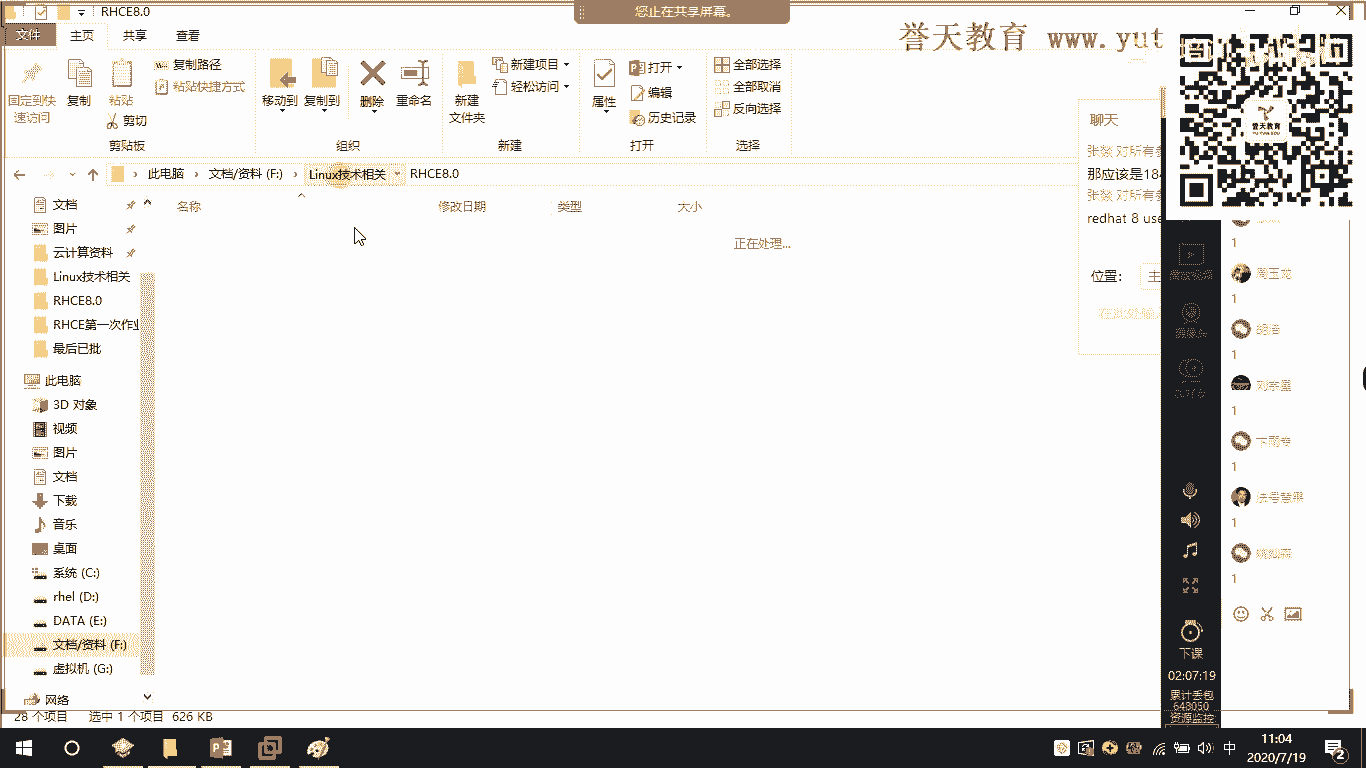 RHCE8.0
您正在共享屏幕。
文件 主页 共享 查看
誉天教育 www.yut
固定到快速访问
复制
粘贴
复制路径
粘贴快捷方式
剪切
剪贴板
移动到
复制到
删除
重命名
组织
新建文件夹
新建项目
轻松访问
新建
属性
打开
编辑
历史记录
打开
全部选择
全部取消
反向选择
选择
此电脑 文档/资料 (F:) Linux技术相关 RHCE8.0
名称 修改日期 类型 大小
正在处理...
文档
图片
云计算资料
Linux技术相关
RHCE8.0
RHCE第一次作业
最后已批
此电脑
3D 对象
视频
图片
文档
下载
音乐
桌面
系统 (C:)
rhel (D:)
DATA (E:)
文档/资料 (F:)
虚拟机 (G:)
网络
28 个项目 选中 1 个项目 626 KB
聊天
对所有
那应该是184
对所有
redhat 8 use
位置:
主
誉天教育
1
1
1
1
1
1
1
下课
02:07:19
累计丢包
648050
资源监控
中
11:04
2020/7/19
2